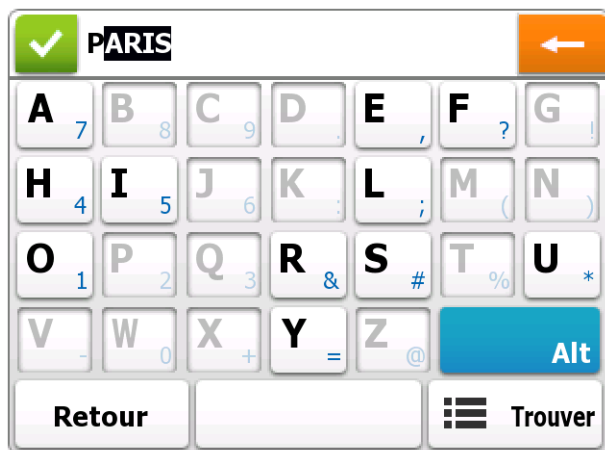 PARIS
A 7 B 8 C 9 D . E , F ? G !
H 4 I 5 J 6 K : L ; M ( N )
O 1 P 2 Q 3 R & S # T % U *
V - W 0 X + Y = Z @ Alt
Retour Trouver